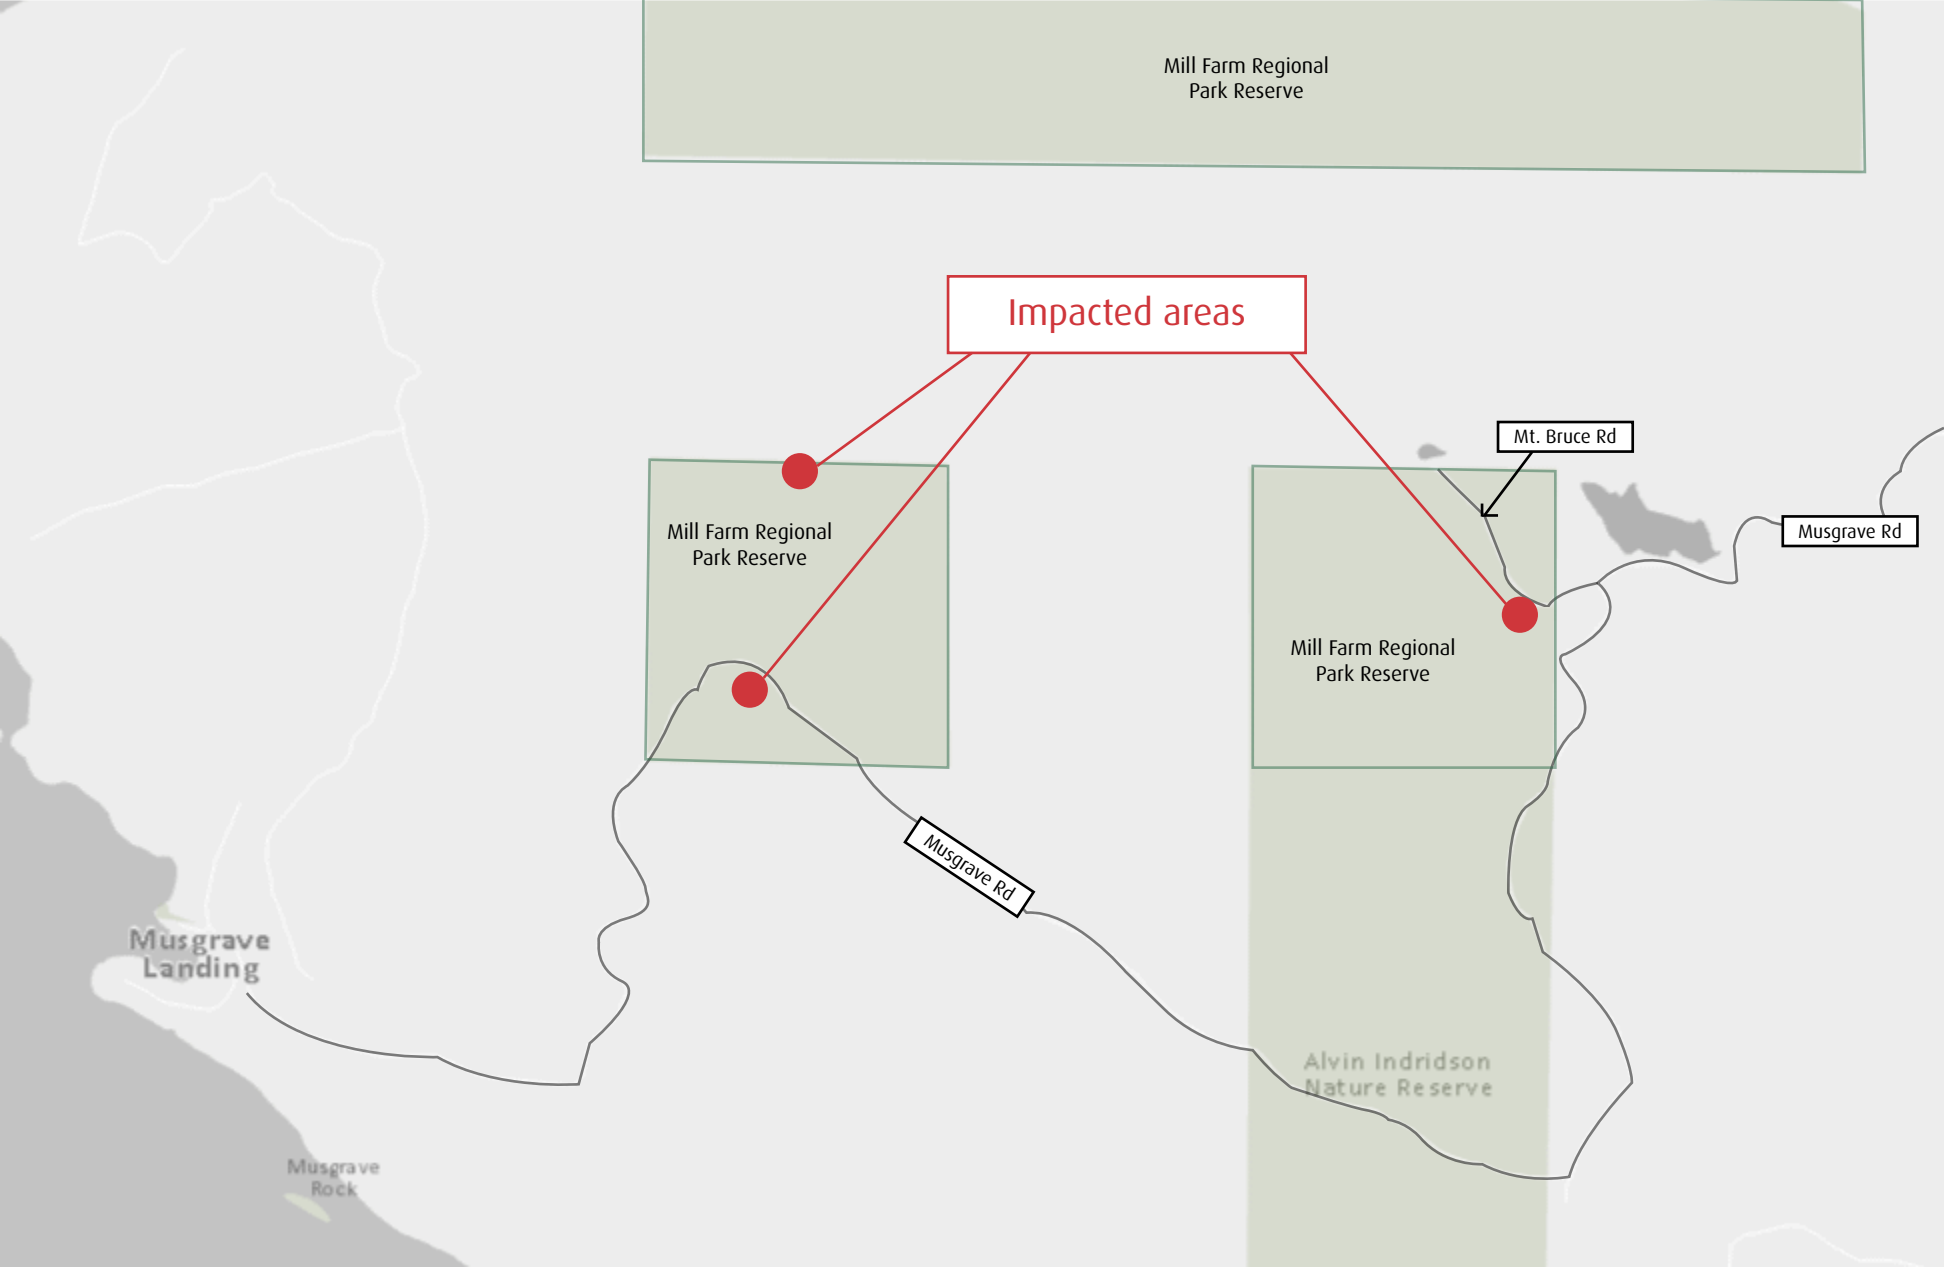 Mill Farm Regional
Park Reserve
Impacted areas
Mt. Bruce Rd
Musgrave Rd
Mill Farm Regional
Park Reserve
Mill Farm Regional
Park Reserve
Musgrave Rd
Musgrave
Landing
Alvin Indridson
Nature Reserve
Musgrave
Rock